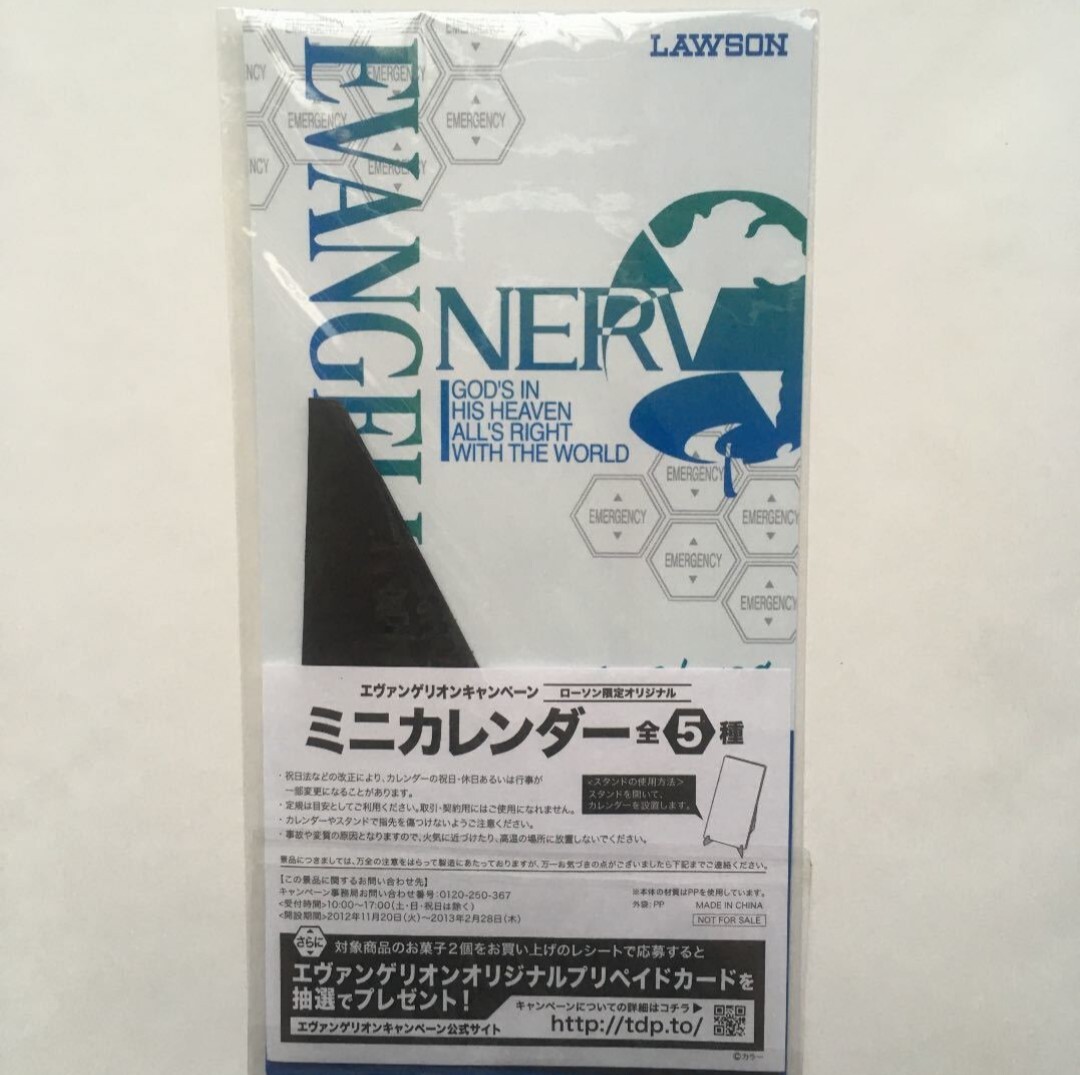 LAWSON
EMERGENCY
EMERGENCY
EMERGENCY
EMERGENCY
EMERGENCY
NCY
NCY
EVANGELI
NERV
GOD'S IN
HIS HEAVEN
ALL'S RIGHT
WITH THE WORLD
EMERGENCY
EMERGENCY
EMERGENCY
EMERGENCY
EMERGENCY
エヴァンゲリオンキャンペーン ローソン限定オリジナル
ミニカレンダー全5種
・祝日法などの改正により、カレンダーの祝日・休日あるいは行事が
一部変更になることがあります。
・定規は目安としてご利用ください。取引・契約用にはご使用になれません。
・カレンダーやスタンドで指先を傷つけないようご注意ください。
・事故や変質の原因となりますので、火気に近づけたり、高温の場所に放置しないでください。
<スタンドの使用方法>
スタンドを開いて、
カレンダーを設置します。
景品につきましては、万全の注意をはらって製造にあたっておりますが、万一お気づきの点がございましたら下記までご連絡ください。
【この景品に関するお問い合わせ先】
キャンペーン事務局お問い合わせ番号:0120-250-367
<受付時間>10:00〜17:00(土・日・祝日は除く)
<開設期間>2012年11月20日(火)〜2013年2月28日(木)
※本体の材質はPPを使用しています。
外袋:PP MADE IN CHINA
NOT FOR SALE
さらに 対象商品のお菓子2個をお買い上げのレシートで応募すると
エヴァンゲリオンオリジナルプリペイドカードを
抽選でプレゼント!
キャンペーンについての詳細はコチラ▶
エヴァンゲリオンキャンペーン公式サイト http://tdp.to/
©カラー